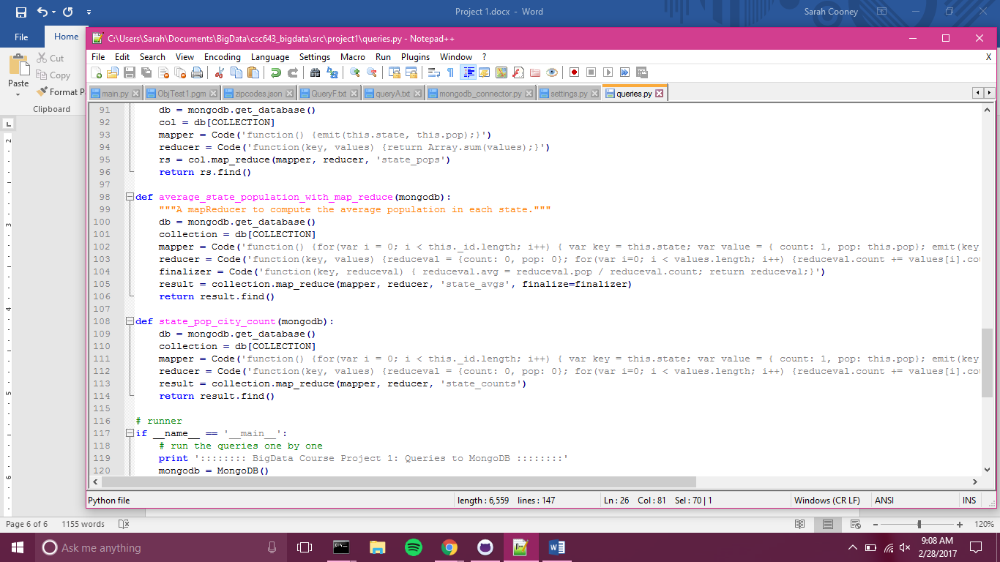 Project 1.docx - Word
Sarah Cooney
File
Home
C:\Users\Sarah\Documents\BigData\csc643_bigdata\src\project1\queries.py - Notepad++
Cut
Copy
Format P
Paste
Clipboard
File Edit Search View Encoding Language Settings Macro Run Plugins Window ? X
main.py ObjTest1.pgm zipcodes.json QueryF.txt queryA.txt mongodb_connector.py settings.py queries.py
91 db = mongodb.get_database()
92 col = db[COLLECTION]
93 mapper = Code('function() {emit(this.state, this.pop);}')
94 reducer = Code('function(key, values) {return Array.sum(values);}')
95 rs = col.map_reduce(mapper, reducer, 'state_pops')
96 return rs.find()
97
98 def average_state_population_with_map_reduce(mongodb):
99 """A mapReducer to compute the average population in each state."""
100 db = mongodb.get_database()
101 collection = db[COLLECTION]
102 mapper = Code('function() {for(var i = 0; i < this._id.length; i++) { var key = this.state; var value = { count: 1, pop: this.pop}; emit(key
103 reducer = Code('function(key, values) {reduceval = {count: 0, pop: 0}; for(var i=0; i < values.length; i++) {reduceval.count += values[i].cou
104 finalizer = Code('function(key, reduceval) { reduceval.avg = reduceval.pop / reduceval.count; return reduceval;}')
105 result = collection.map_reduce(mapper, reducer, 'state_avgs', finalize=finalizer)
106 return result.find()
107
108 def state_pop_city_count(mongodb):
109 db = mongodb.get_database()
110 collection = db[COLLECTION]
111 mapper = Code('function() {for(var i = 0; i < this._id.length; i++) { var key = this.state; var value = { count: 1, pop: this.pop}; emit(key
112 reducer = Code('function(key, values) {reduceval = {count: 0, pop: 0}; for(var i=0; i < values.length; i++) {reduceval.count += values[i].cou
113 result = collection.map_reduce(mapper, reducer, 'state_counts')
114 return result.find()
115
116 # runner
117 if __name__ == '__main__':
118 # run the queries one by one
119 print ':::::::: BigData Course Project 1: Queries to MongoDB ::::::::'
120 mongodb = MongoDB()
Python file length : 6,559 lines : 147 Ln : 26 Col : 81 Sel : 70 | 1 Windows (CR LF) ANSI INS
Page 6 of 6 1155 words 120%
Ask me anything
9:08 AM
2/28/2017